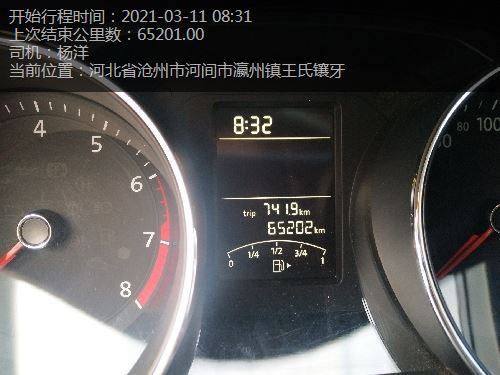 开始行程时间：2021-03-11 08:31
上次结束公里数：65201.00
司机：杨洋
当前位置：河北省沧州市河间市瀛州镇王氏镶牙
8:32
trip 741.9km
65202km
0 1/4 1/2 3/4 1
4
5
6
7
8
80 100